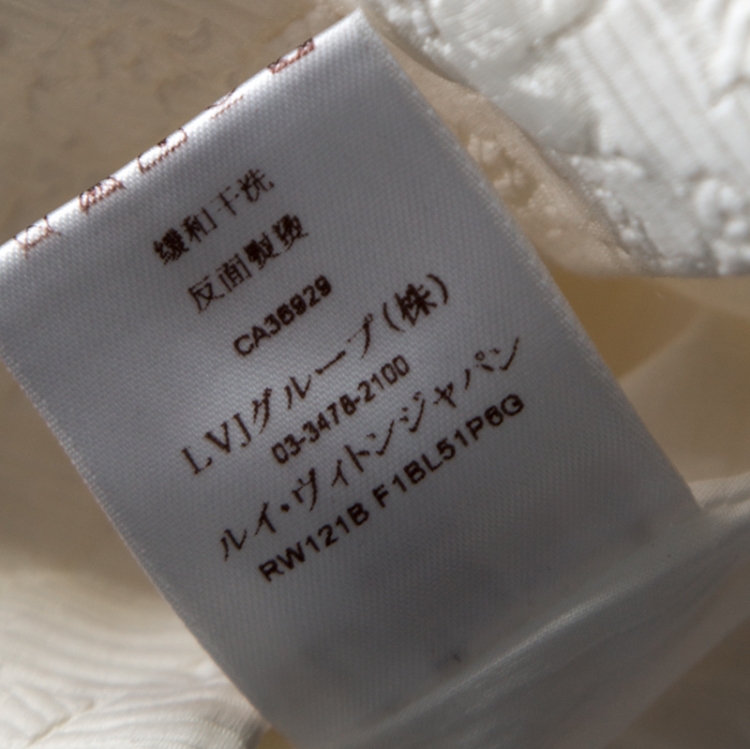 缓和干洗
反面熨烫
CA36929
LVJグループ(株)
03-3478-2100
ルイ・ヴィトンジャパン
RW121B F1BL51P6G